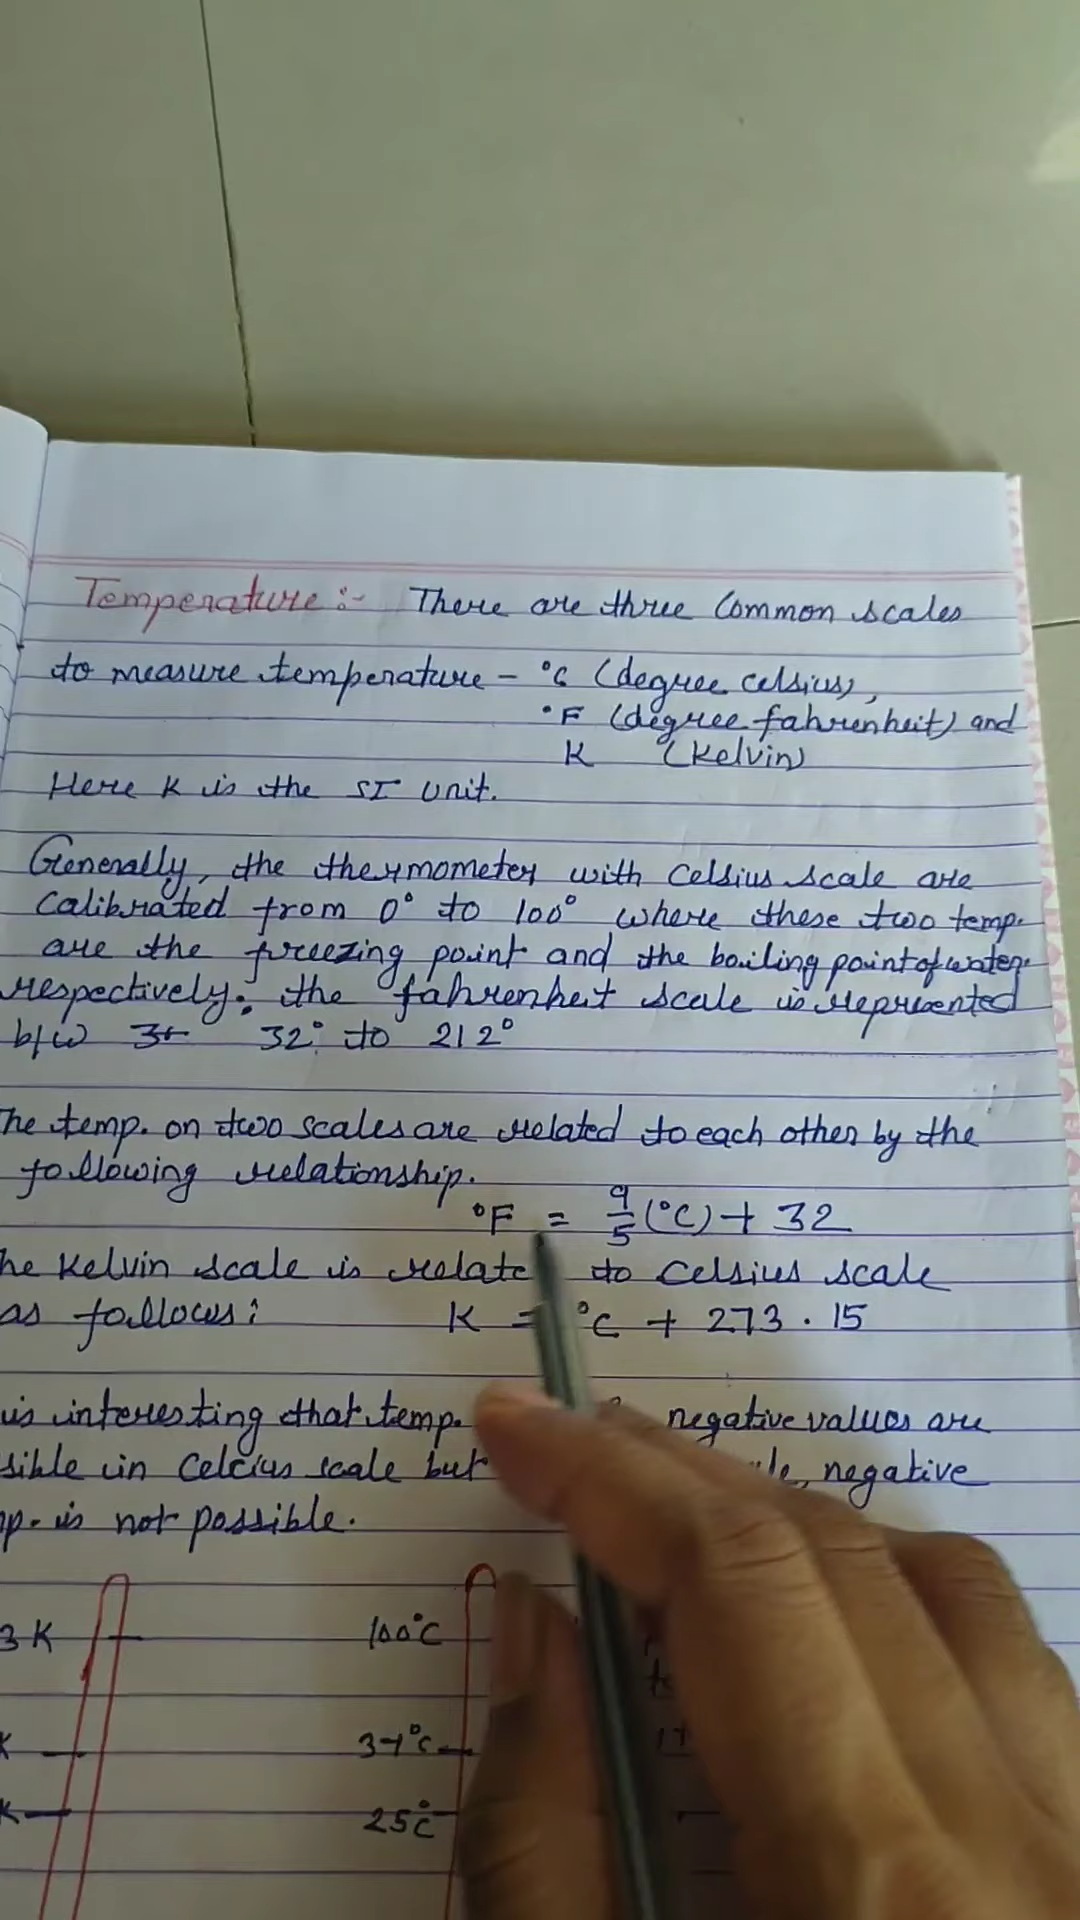 Temperature :- There are three Common scales
to measure temperature - °C (degree celsius),
°F (degree fahrenheit) and
K (Kelvin)
Here K is the SI Unit.
Generally, the thermometer with Celsius scale are
Calibrated from 0° to 100° where these two temp.
are the freezing point and the boiling point of water
respectively. the fahrenheit scale is represented
b/w 32° to 212°
The temp. on two scales are related to each other by the
following relationship.
°F = 9/5 (°C) + 32
he Kelvin scale is relate to Celsius scale
as follows:
K = °C + 273.15
is interesting that temp. negative values are
sible in Celcius scale but negative
p. is not possible.
3 K 100°C
K 37°C
K 25°C